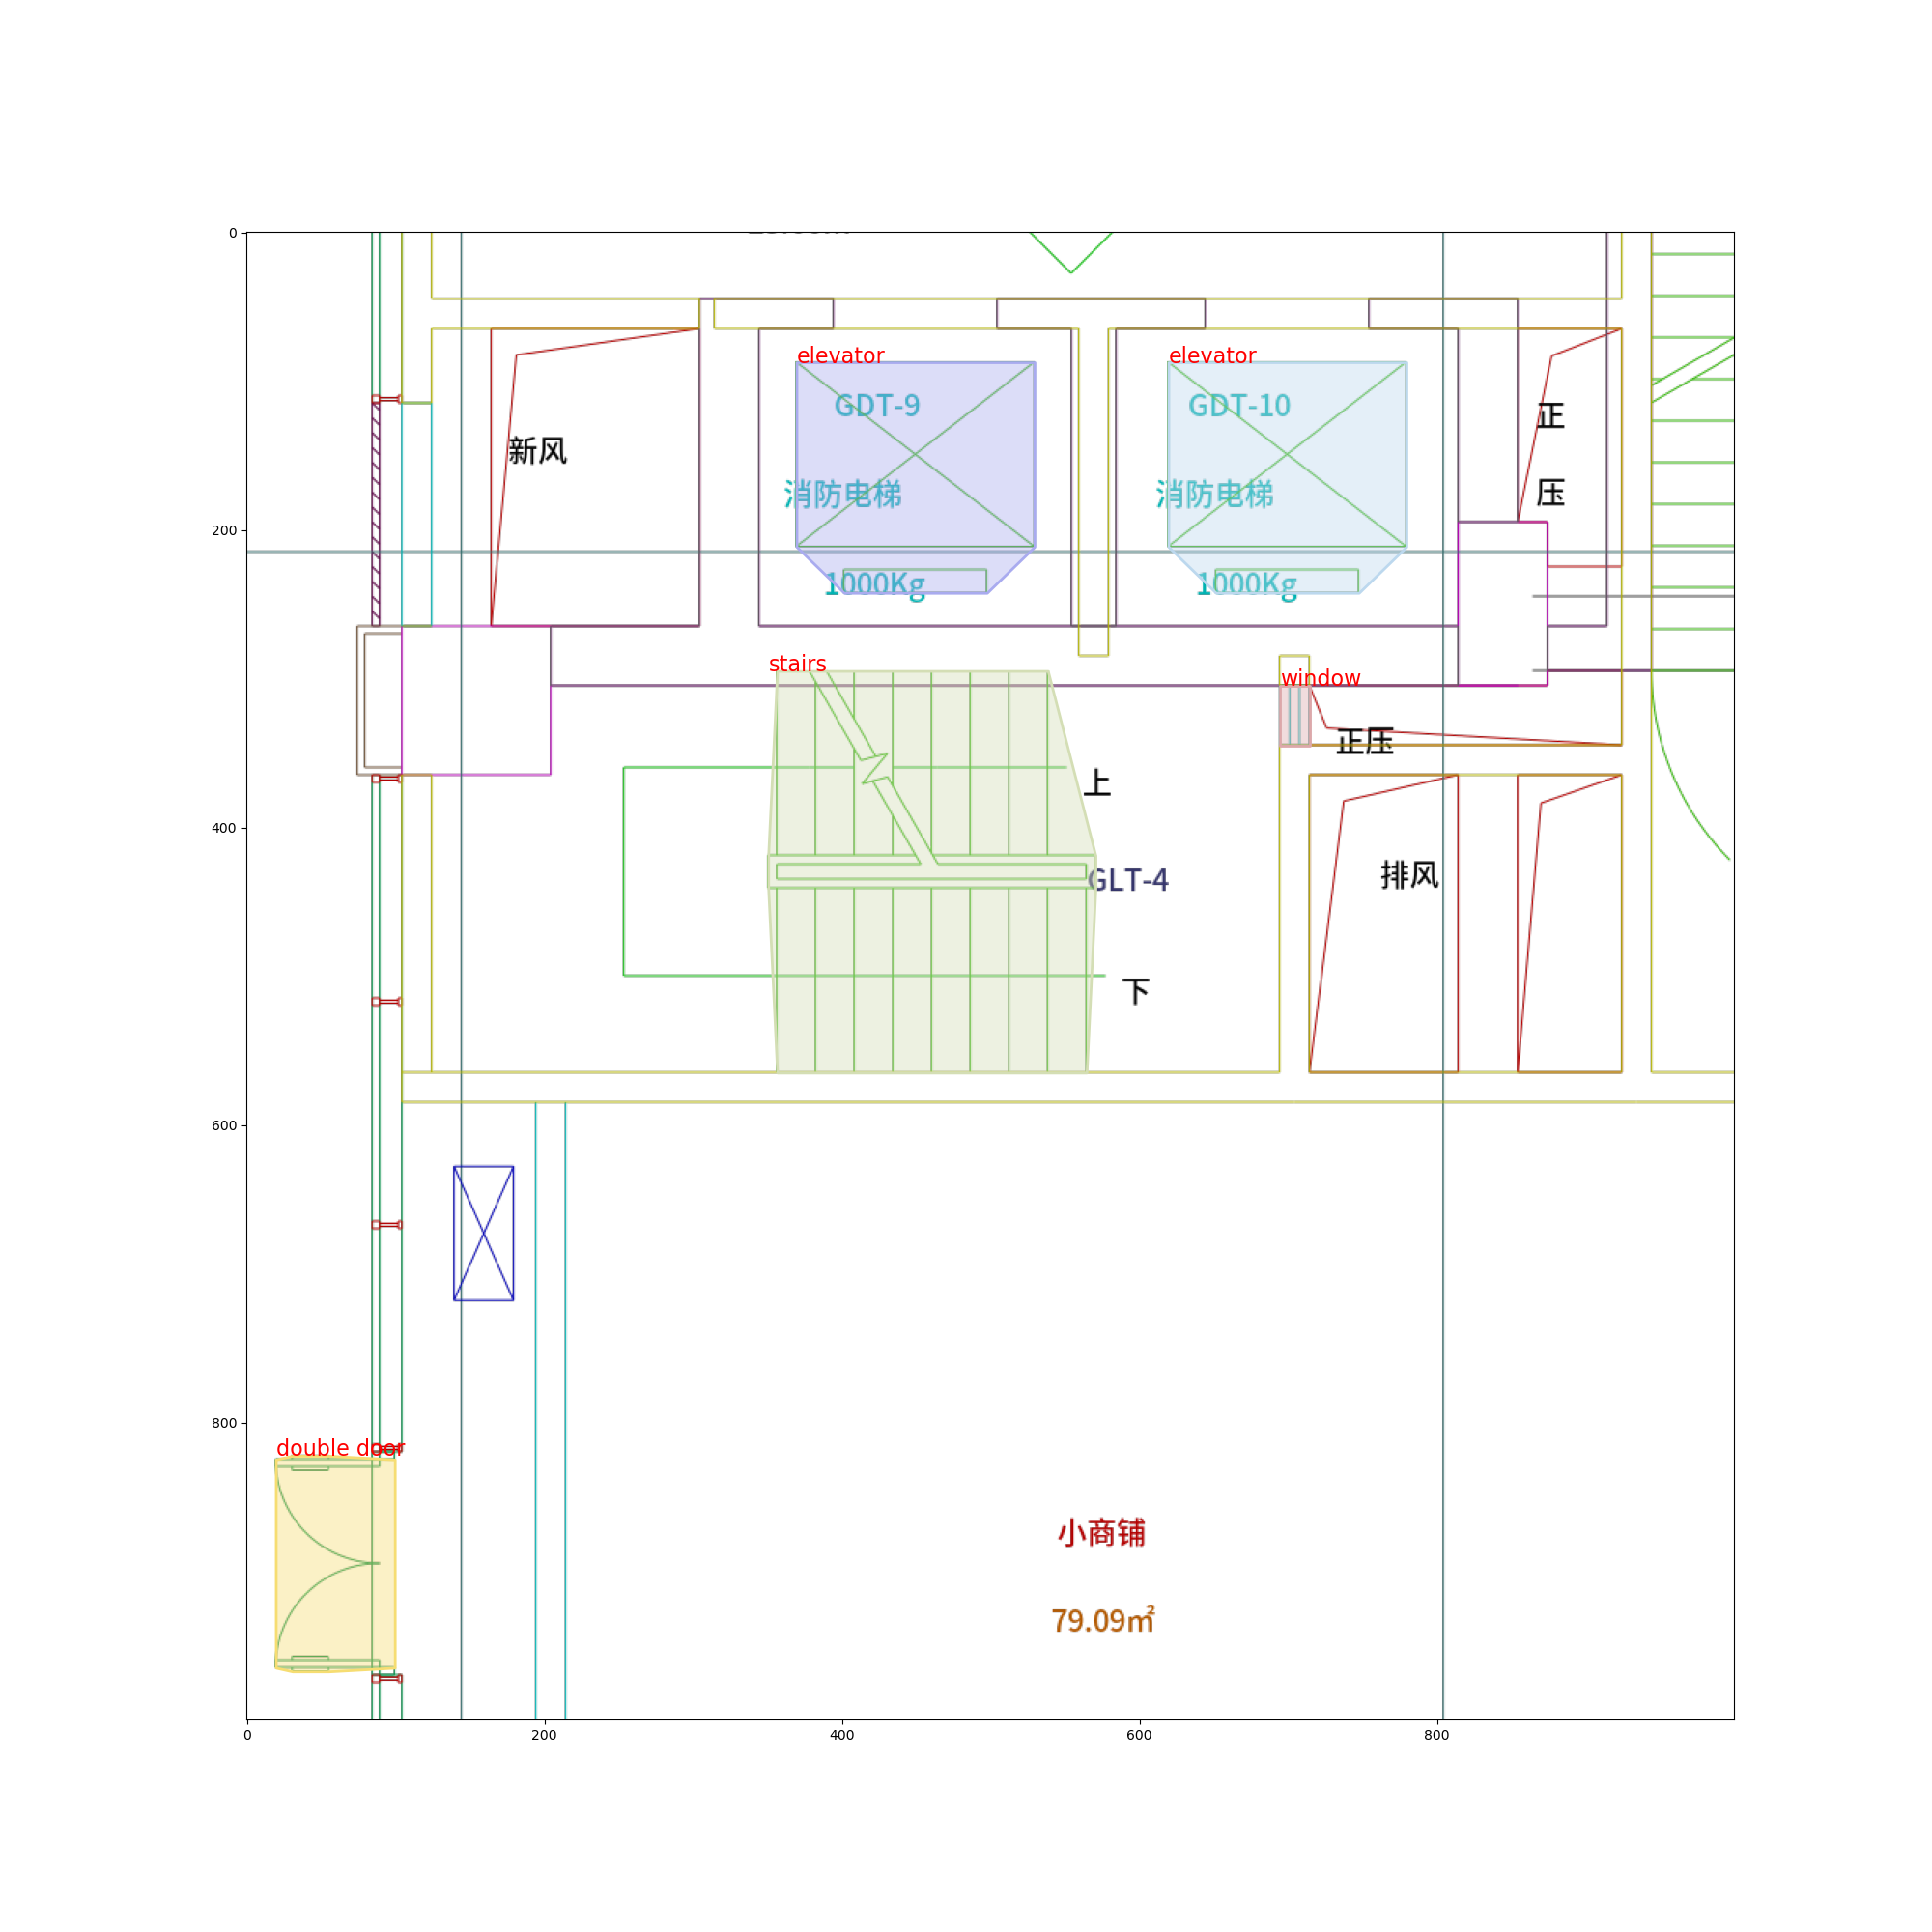 elevator
elevator
GDT-9
GDT-10
正
新风
消防电梯
消防电梯
压
1000Kg
1000Kg
stairs
window
正压
上
GLT-4
排风
下
double door
小商铺
79.09㎡
0
200
400
600
800
0
200
400
600
800